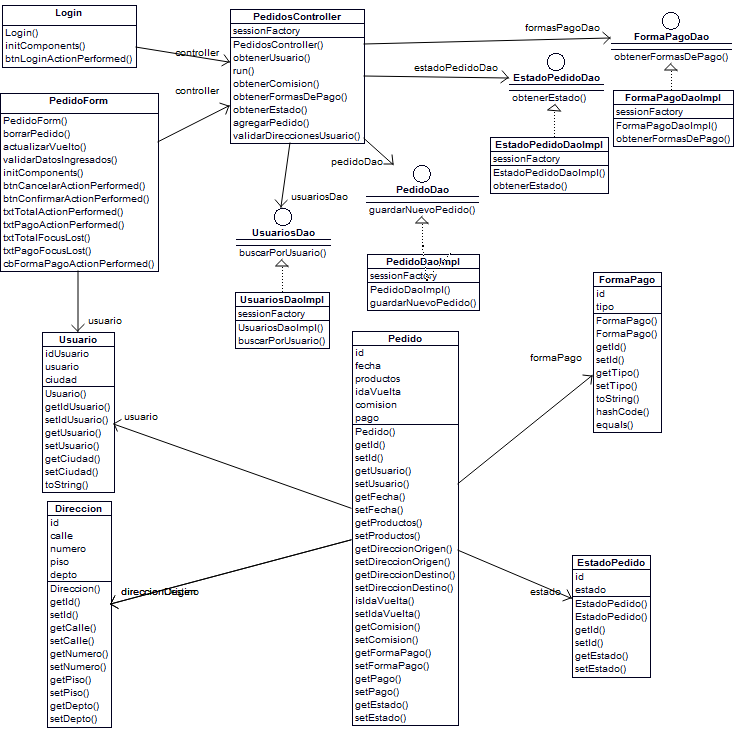 Login
Login()
initComponents()
btnLoginActionPerformed()
controller
PedidosController
sessionFactory
PedidosController()
obtenerUsuario()
run()
obtenerComision()
obtenerFormasDePago()
obtenerEstado()
agregarPedido()
validarDireccionesUsuario()
formasPagoDao
FormaPagoDao
obtenerFormasDePago()
estadoPedidoDao
EstadoPedidoDao
obtenerEstado()
FormaPagoDaoImpl
sessionFactory
FormaPagoDaoImpl()
obtenerFormasDePago()
PedidoForm
PedidoForm()
borrarPedido()
actualizarVuelto()
validarDatosIngresados()
initComponents()
btnCancelarActionPerformed()
btnConfirmarActionPerformed()
txtTotalActionPerformed()
txtPagoActionPerformed()
txtTotalFocusLost()
txtPagoFocusLost()
cbFormaPagoActionPerformed()
controller
EstadoPedidoDaoImpl
sessionFactory
EstadoPedidoDaoImpl()
obtenerEstado()
pedidoDao
PedidoDao
guardarNuevoPedido()
usuariosDao
UsuariosDao
buscarPorUsuario()
PedidoDaoImpl
sessionFactory
PedidoDaoImpl()
guardarNuevoPedido()
UsuariosDaoImpl
sessionFactory
UsuariosDaoImpl()
buscarPorUsuario()
FormaPago
id
tipo
FormaPago()
FormaPago()
getId()
setId()
getTipo()
setTipo()
toString()
hashCode()
equals()
usuario
Usuario
idUsuario
usuario
ciudad
Usuario()
getIdUsuario()
setIdUsuario()
getUsuario()
setUsuario()
getCiudad()
setCiudad()
toString()
usuario
Pedido
id
fecha
productos
idaVuelta
comision
pago
Pedido()
getId()
setId()
getUsuario()
setUsuario()
getFecha()
setFecha()
getProductos()
setProductos()
getDireccionOrigen()
setDireccionOrigen()
getDireccionDestino()
setDireccionDestino()
isIdaVuelta()
setIdaVuelta()
getComision()
setComision()
getFormaPago()
setFormaPago()
getPago()
setPago()
getEstado()
setEstado()
formaPago
Direccion
id
calle
numero
piso
depto
Direccion()
getId()
setId()
getCalle()
setCalle()
getNumero()
setNumero()
getPiso()
setPiso()
getDepto()
setDepto()
estado
EstadoPedido
id
estado
EstadoPedido()
EstadoPedido()
getId()
setId()
getEstado()
setEstado()